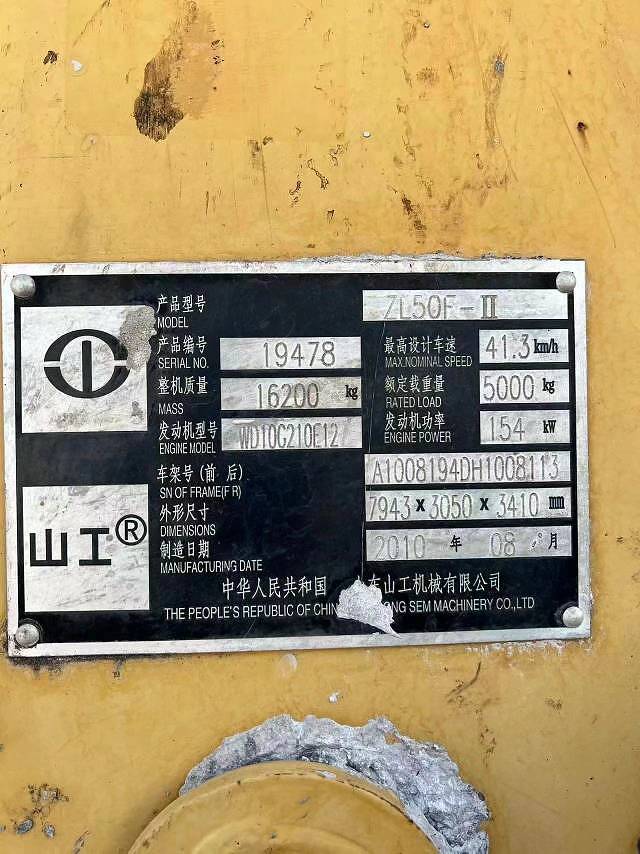 产品型号 ZL50F-II
MODEL
产品编号 19478 最高设计车速 41.3km/h
SERIAL NO. MAX.NOMINAL SPEED
整机质量 16200 kg 额定载重量 5000 kg
MASS RATED LOAD
发动机型号 WD10G210E12 发动机功率 154 kW
ENGINE MODEL ENGINE POWER
车架号(前 后) A1008194DH1008113
SN OF FRAME(F R)
外形尺寸 7943×3050×3410 mm
DIMENSIONS
制造日期 2010 年 08 月
MANUFACTURING DATE
山工®
中华人民共和国 东山工机械有限公司
THE PEOPLE'S REPUBLIC OF CHIN ONG SEM MACHINERY CO.,LTD